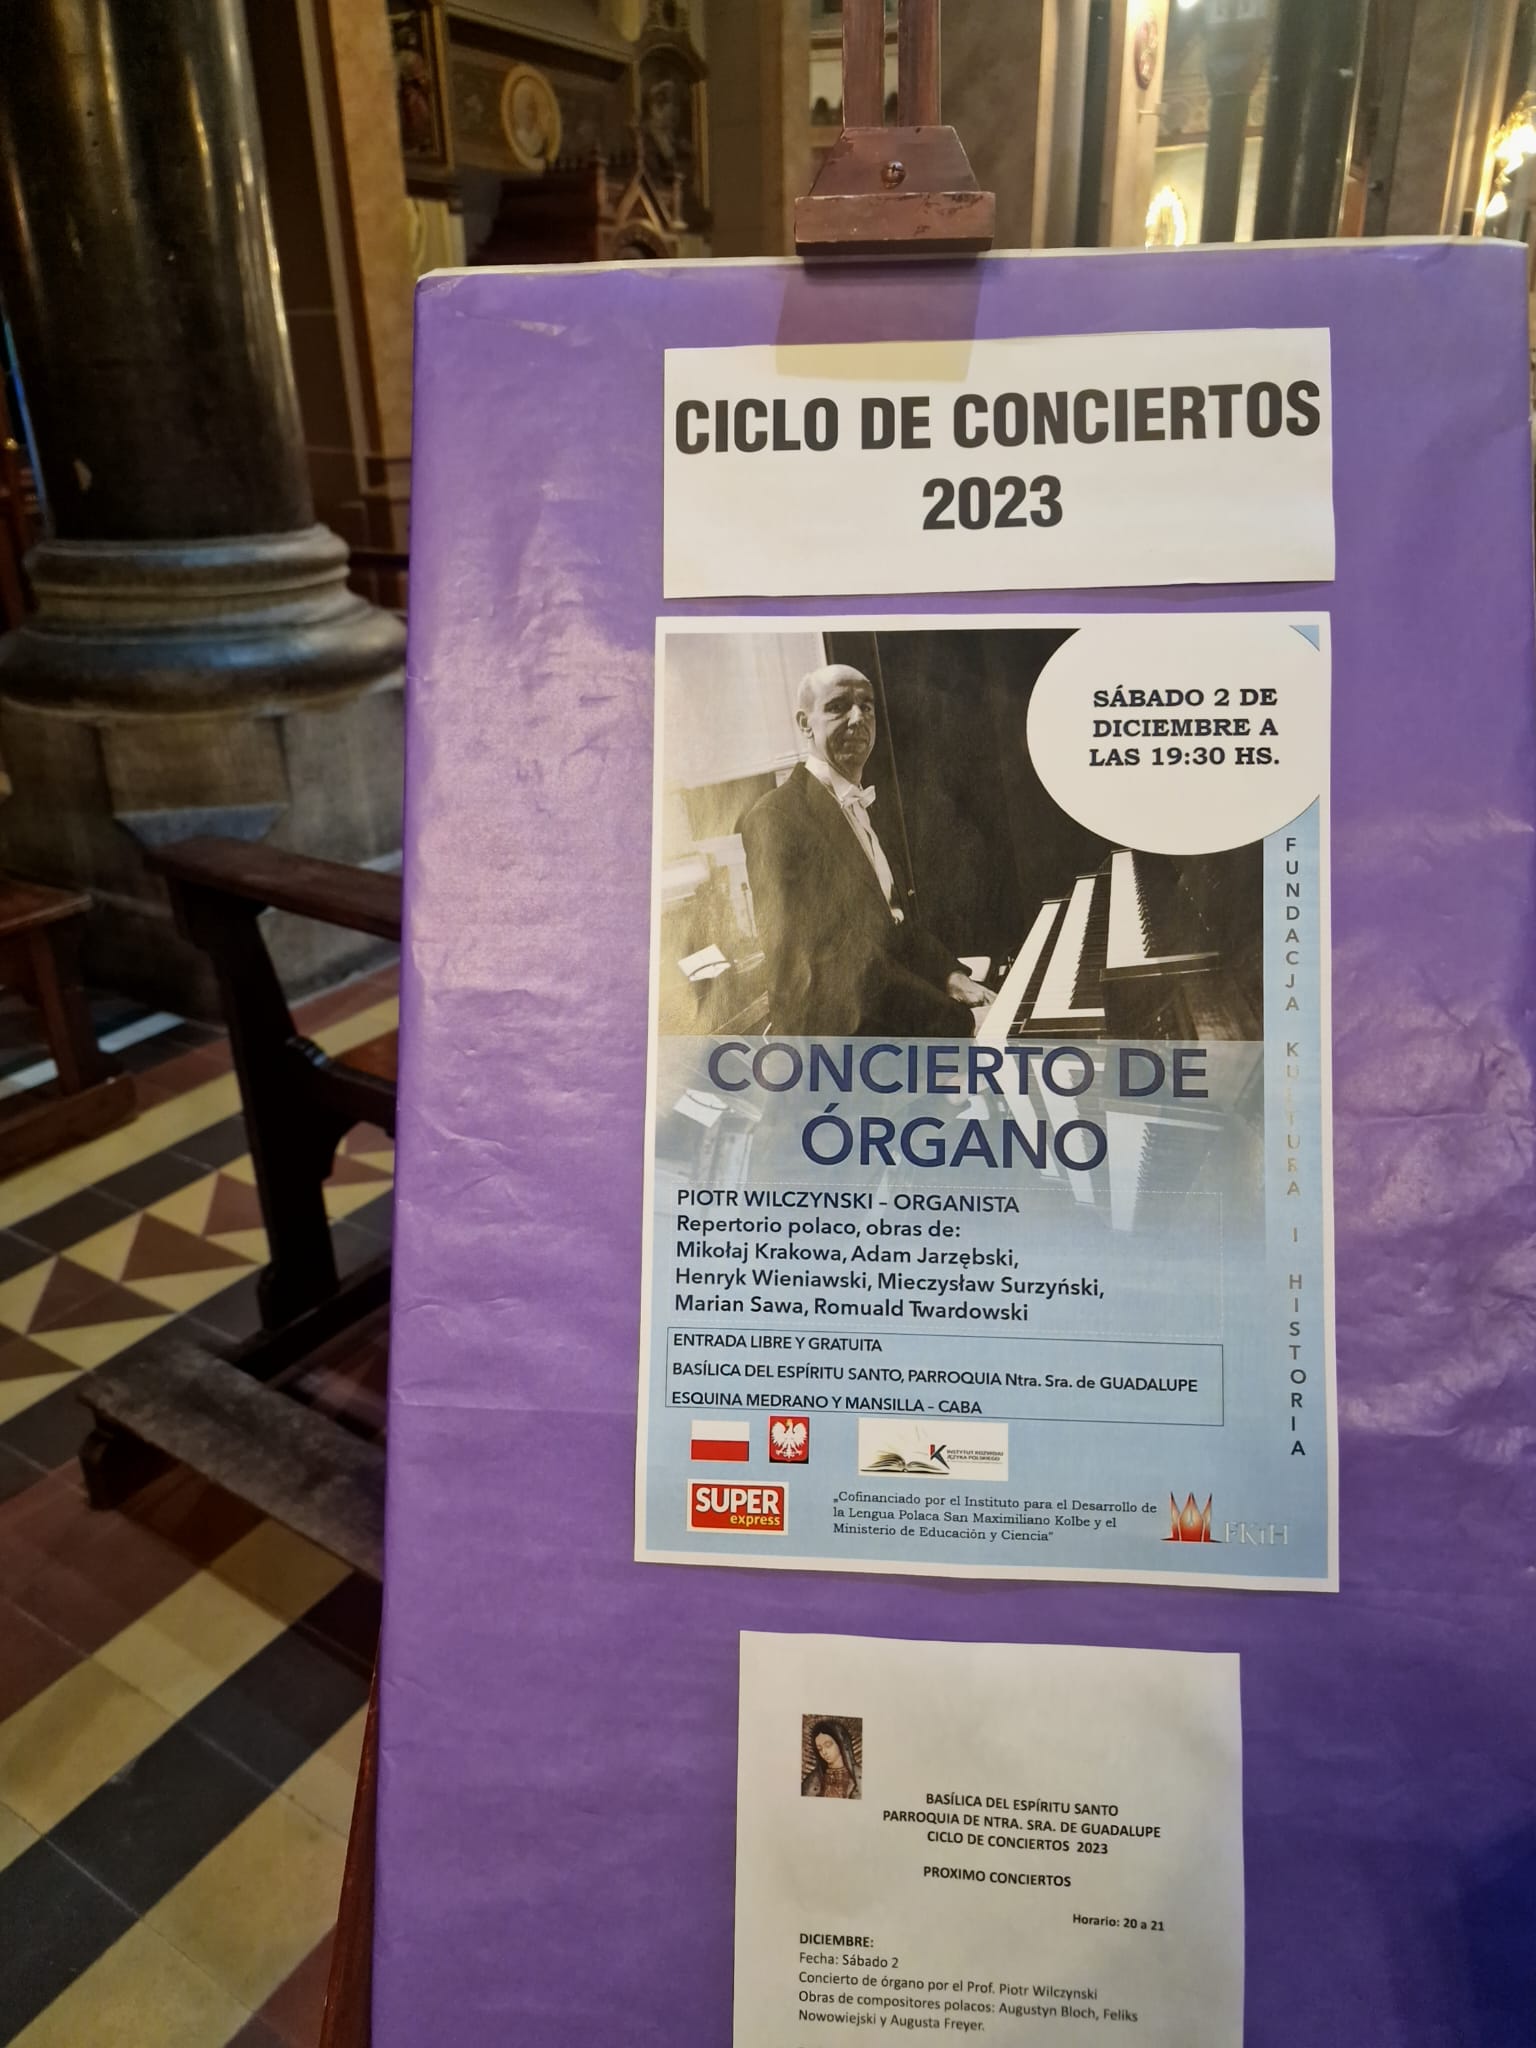 CICLO DE CONCIERTOS
2023
SÁBADO 2 DE
DICIEMBRE A
LAS 19:30 HS.
FUNDACJA KULTURA I HISTORIA
CONCIERTO DE
ÓRGANO
PIOTR WILCZYNSKI – ORGANISTA
Repertorio polaco, obras de:
Mikołaj Krakowa, Adam Jarzębski,
Henryk Wieniawski, Mieczysław Surzyński,
Marian Sawa, Romuald Twardowski
ENTRADA LIBRE Y GRATUITA
BASÍLICA DEL ESPÍRITU SANTO, PARROQUIA Ntra. Sra. de GUADALUPE
ESQUINA MEDRANO Y MANSILLA – CABA
INSTYTUT ROZWOJU
JĘZYKA POLSKIEGO
SUPER
express
„Cofinanciado por el Instituto para el Desarrollo de
la Lengua Polaca San Maximiliano Kolbe y el
Ministerio de Educación y Ciencia“
FKiH
BASÍLICA DEL ESPÍRITU SANTO
PARROQUIA DE NTRA. SRA. DE GUADALUPE
CICLO DE CONCIERTOS 2023
PROXIMO CONCIERTOS
Horario: 20 a 21
DICIEMBRE:
Fecha: Sábado 2
Concierto de órgano por el Prof. Piotr Wilczynski
Obras de compositores polacos: Augustyn Bloch, Feliks
Nowowiejski y Augusta Freyer.